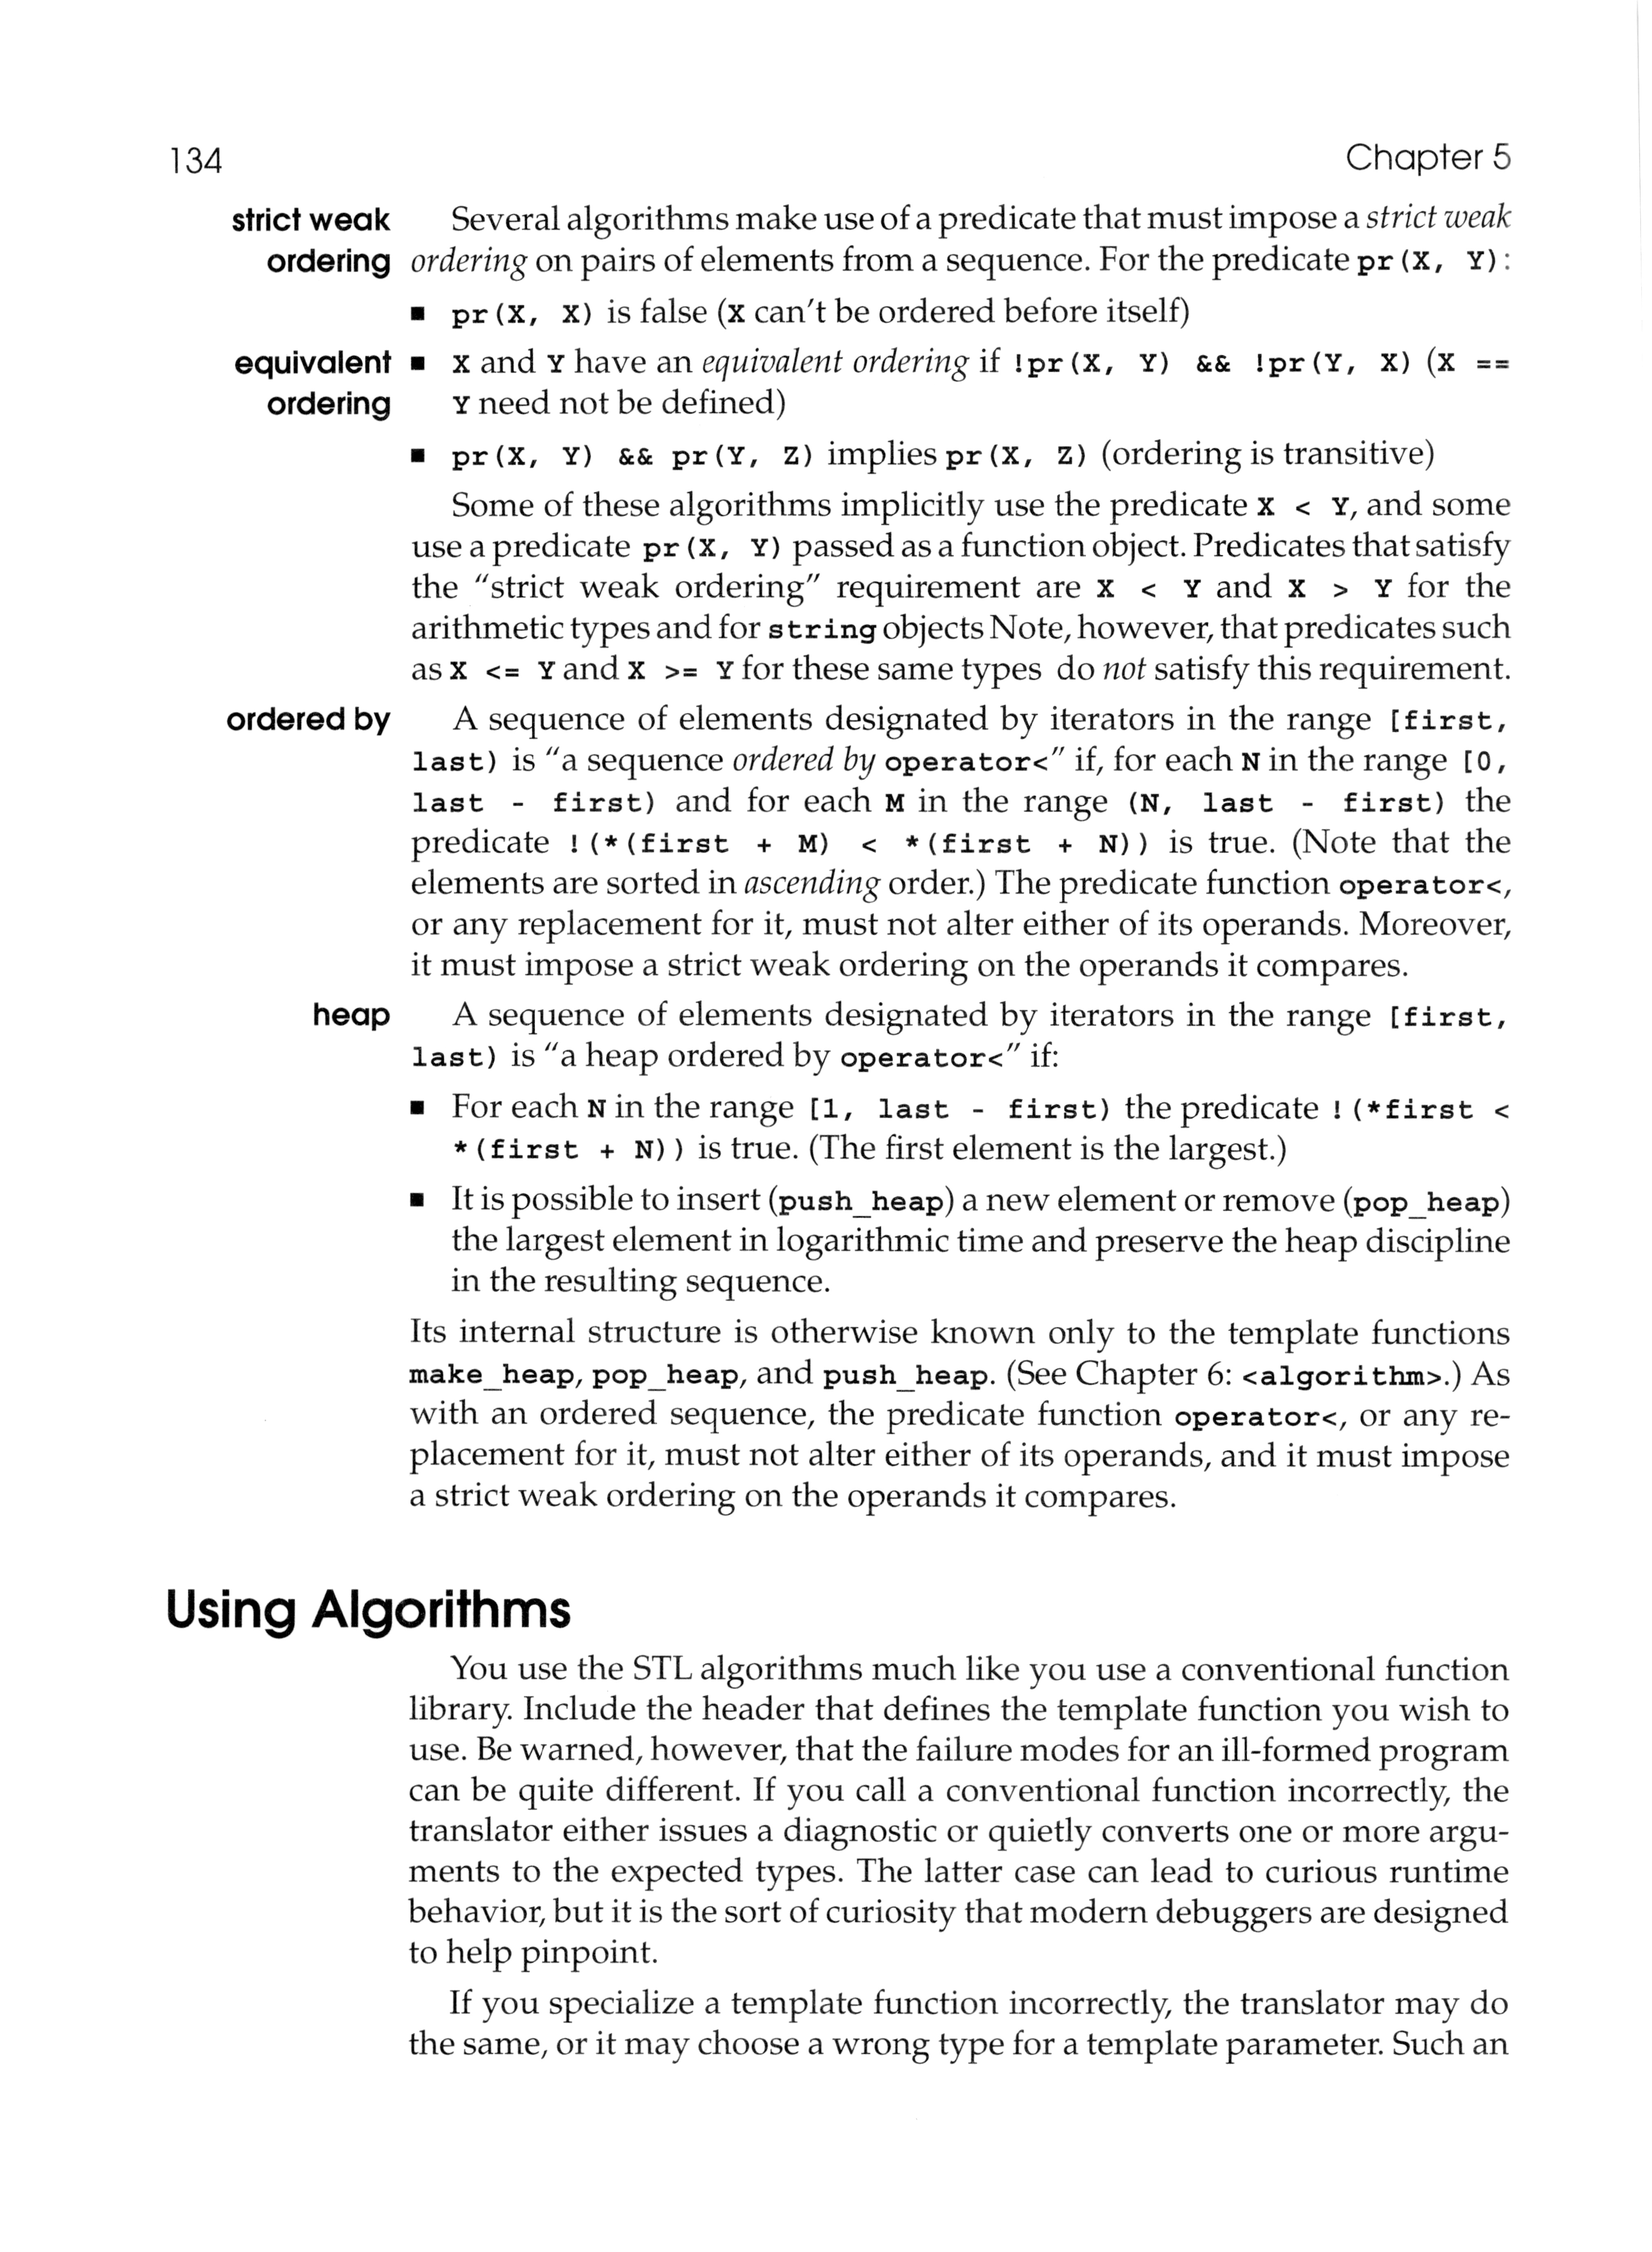 134 Chapter 5
strict weak Several algorithms make use of a predicate that must impose a strict weak
ordering ordering on pairs of elements from a sequence. For the predicate pr(X, Y):
■ pr(X, X) is false (X can't be ordered before itself)
equivalent ■ X and Y have an equivalent ordering if !pr(X, Y) && !pr(Y, X) (X ==
ordering Y need not be defined)
■ pr(X, Y) && pr(Y, Z) implies pr(X, Z) (ordering is transitive)
Some of these algorithms implicitly use the predicate X < Y, and some
use a predicate pr(X, Y) passed as a function object. Predicates that satisfy
the "strict weak ordering" requirement are X < Y and X > Y for the
arithmetic types and for string objects Note, however, that predicates such
as X <= Y and X >= Y for these same types do not satisfy this requirement.
ordered by A sequence of elements designated by iterators in the range [first,
last) is "a sequence ordered by operator<" if, for each N in the range [0,
last - first) and for each M in the range (N, last - first) the
predicate !(*(first + M) < *(first + N)) is true. (Note that the
elements are sorted in ascending order.) The predicate function operator<,
or any replacement for it, must not alter either of its operands. Moreover,
it must impose a strict weak ordering on the operands it compares.
heap A sequence of elements designated by iterators in the range [first,
last) is "a heap ordered by operator<" if:
■ For each N in the range [1, last - first) the predicate !(*first <
*(first + N)) is true. (The first element is the largest.)
■ It is possible to insert (push_heap) a new element or remove (pop_heap)
the largest element in logarithmic time and preserve the heap discipline
in the resulting sequence.
Its internal structure is otherwise known only to the template functions
make_heap, pop_heap, and push_heap. (See Chapter 6: <algorithm>.) As
with an ordered sequence, the predicate function operator<, or any re-
placement for it, must not alter either of its operands, and it must impose
a strict weak ordering on the operands it compares.
Using Algorithms
You use the STL algorithms much like you use a conventional function
library. Include the header that defines the template function you wish to
use. Be warned, however, that the failure modes for an ill-formed program
can be quite different. If you call a conventional function incorrectly, the
translator either issues a diagnostic or quietly converts one or more argu-
ments to the expected types. The latter case can lead to curious runtime
behavior, but it is the sort of curiosity that modern debuggers are designed
to help pinpoint.
If you specialize a template function incorrectly, the translator may do
the same, or it may choose a wrong type for a template parameter. Such an